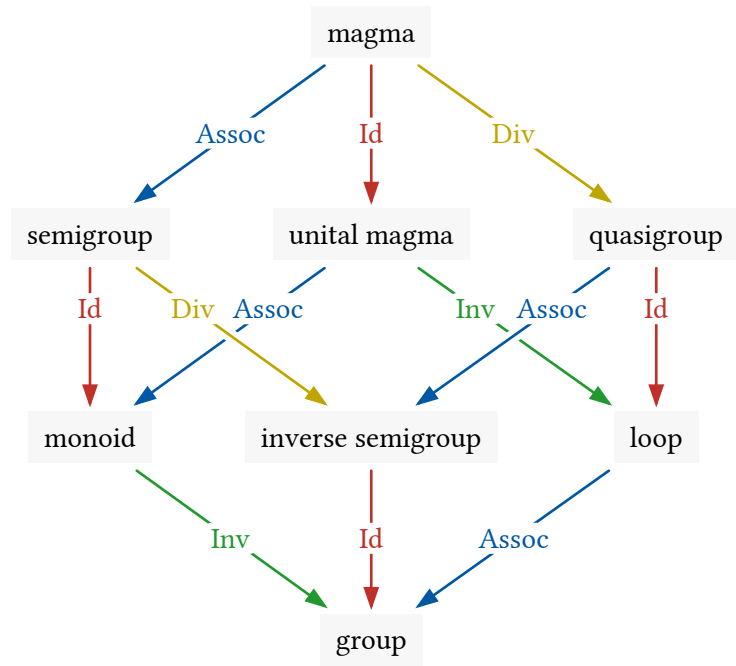 magma
Assoc
Id
Div
semigroup
unital magma
quasigroup
Id
Div
Assoc
Inv
Assoc
Id
monoid
inverse semigroup
loop
Inv
Id
Assoc
group